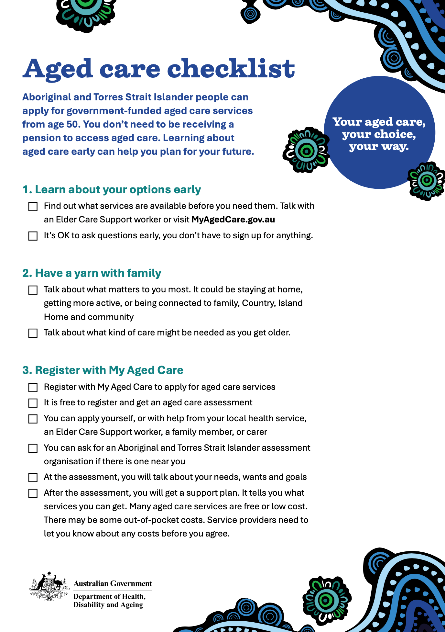 Aged care checklist
Aboriginal and Torres Strait Islander people can
apply for government-funded aged care services
from age 50. You don't need to be receiving a
pension to access aged care. Learning about
aged care early can help you plan for your future.
Your aged care,
your choice,
your way.
1. Learn about your options early
Find out what services are available before you need them. Talk with
an Elder Care Support worker or visit MyAgedCare.gov.au
It's OK to ask questions early, you don't have to sign up for anything.
2. Have a yarn with family
Talk about what matters to you most. It could be staying at home,
getting more active, or being connected to family, Country, Island
Home and community
Talk about what kind of care might be needed as you get older.
3. Register with My Aged Care
Register with My Aged Care to apply for aged care services
It is free to register and get an aged care assessment
You can apply yourself, or with help from your local health service,
an Elder Care Support worker, a family member, or carer
You can ask for an Aboriginal and Torres Strait Islander assessment
organisation if there is one near you
At the assessment, you will talk about your needs, wants and goals
After the assessment, you will get a support plan. It tells you what
services you can get. Many aged care services are free or low cost.
There may be some out-of-pocket costs. Service providers need to
let you know about any costs before you agree.
Australian Government
Department of Health,
Disability and Ageing